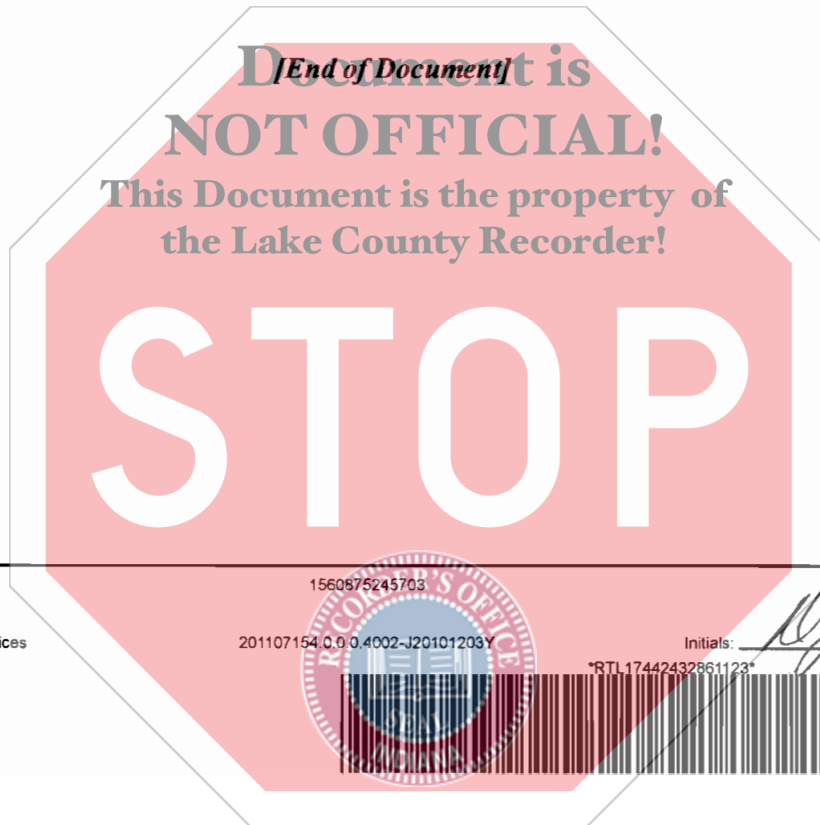 [End of Document]
Document is
NOT OFFICIAL!
This Document is the property of
the Lake County Recorder!
STOP
1560875245703
ices
201107154.0.0.0.4002-J20101203Y
Initials:
*RTL17442432861123*
RECORDER'S OFFICE
SEAL
INDIANA